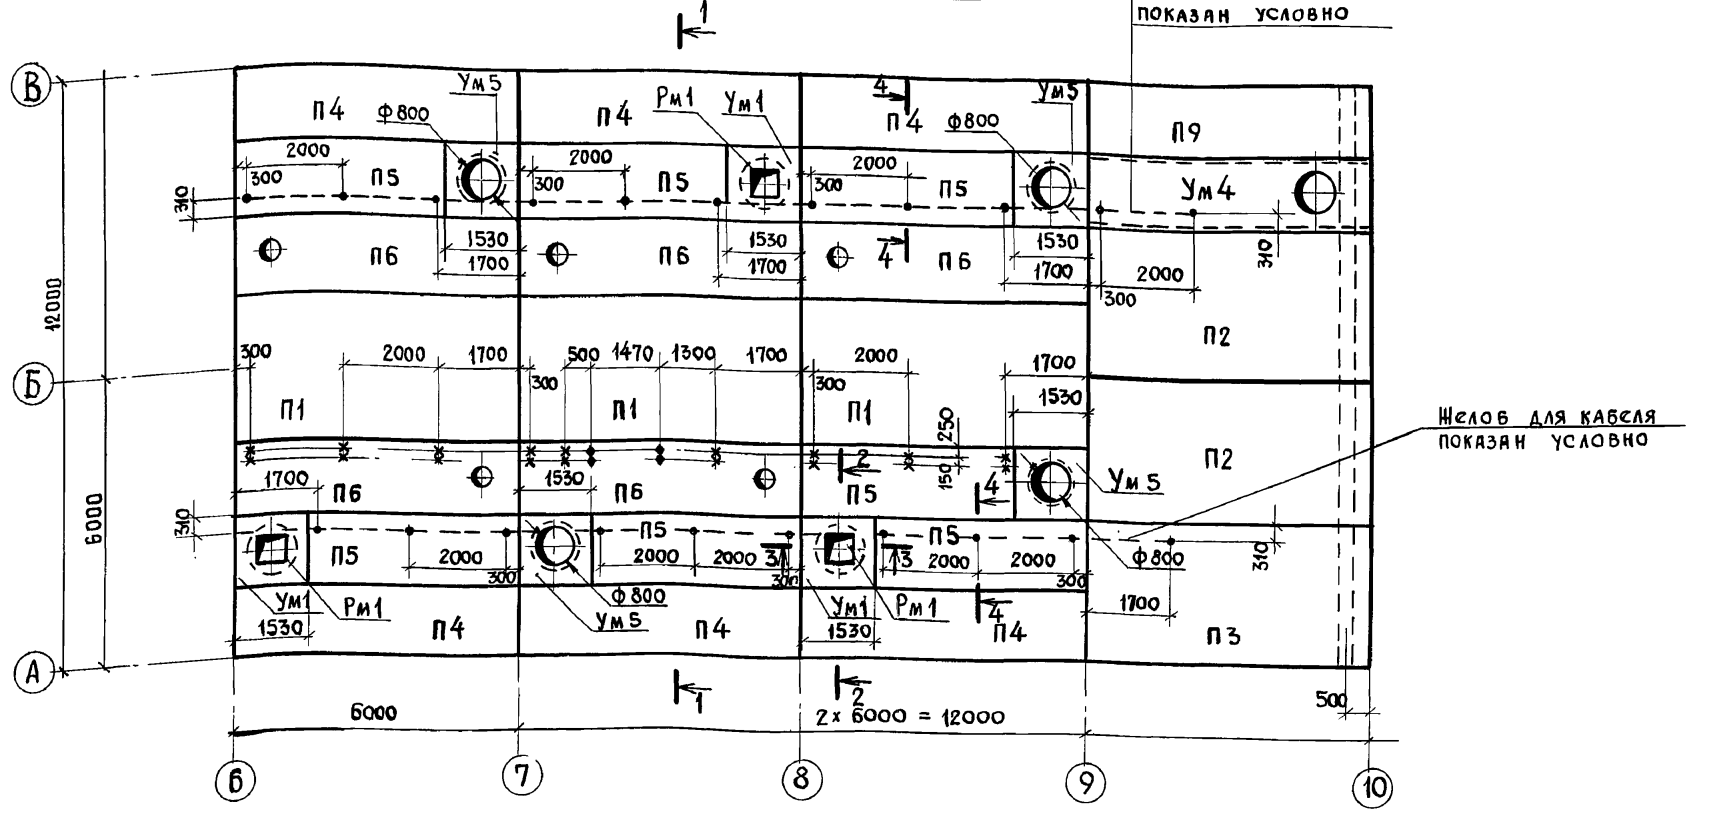 показан условно
1
В
Ум5
4
Ум5
П4
Ф800
П4
Рм1
Ум1
П4
Ф800
П9
2000
2000
2000
300
П5
300
П5
300
П5
Ум4
310
1530
1530
4
1530
310
П6
1700
П6
1700
П6
1700
2000
300
12000
П2
300
2000
1700
500
1470
1300
1700
2000
1700
Б
300
300
1530
П1
П1
П1
250
Желоб для кабеля
показан условно
2
150
П2
1700
П6
1530
П6
П5
4
Ум5
6000
310
П5
П5
П5
2000
2000
2000
3
3
2000
2000
310
Ф800
300
300
300
Ум1
Рм1
Ф800
Ум1
Рм1
4
1700
1530
П4
Ум5
П4
1530
П4
П3
А
1
2
500
6000
2 x 6000 = 12000
6
7
8
9
10